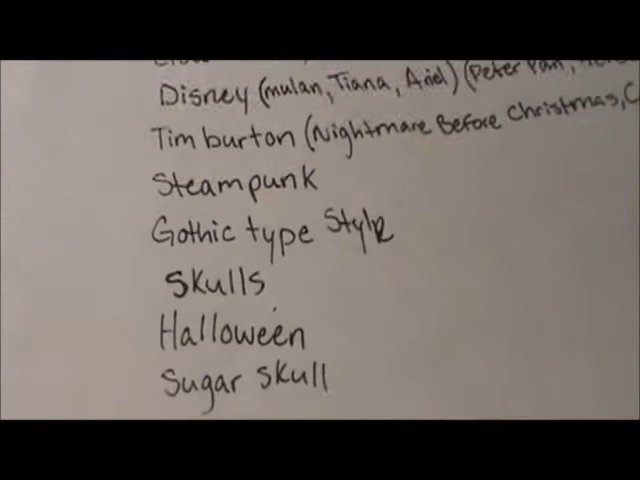 Disney (mulan, Tiana, Ariel) (Peter Pan,
Tim burton (Nightmare Before Christmas, C
Steampunk
Gothic type Style
Skulls
Halloween
Sugar Skull